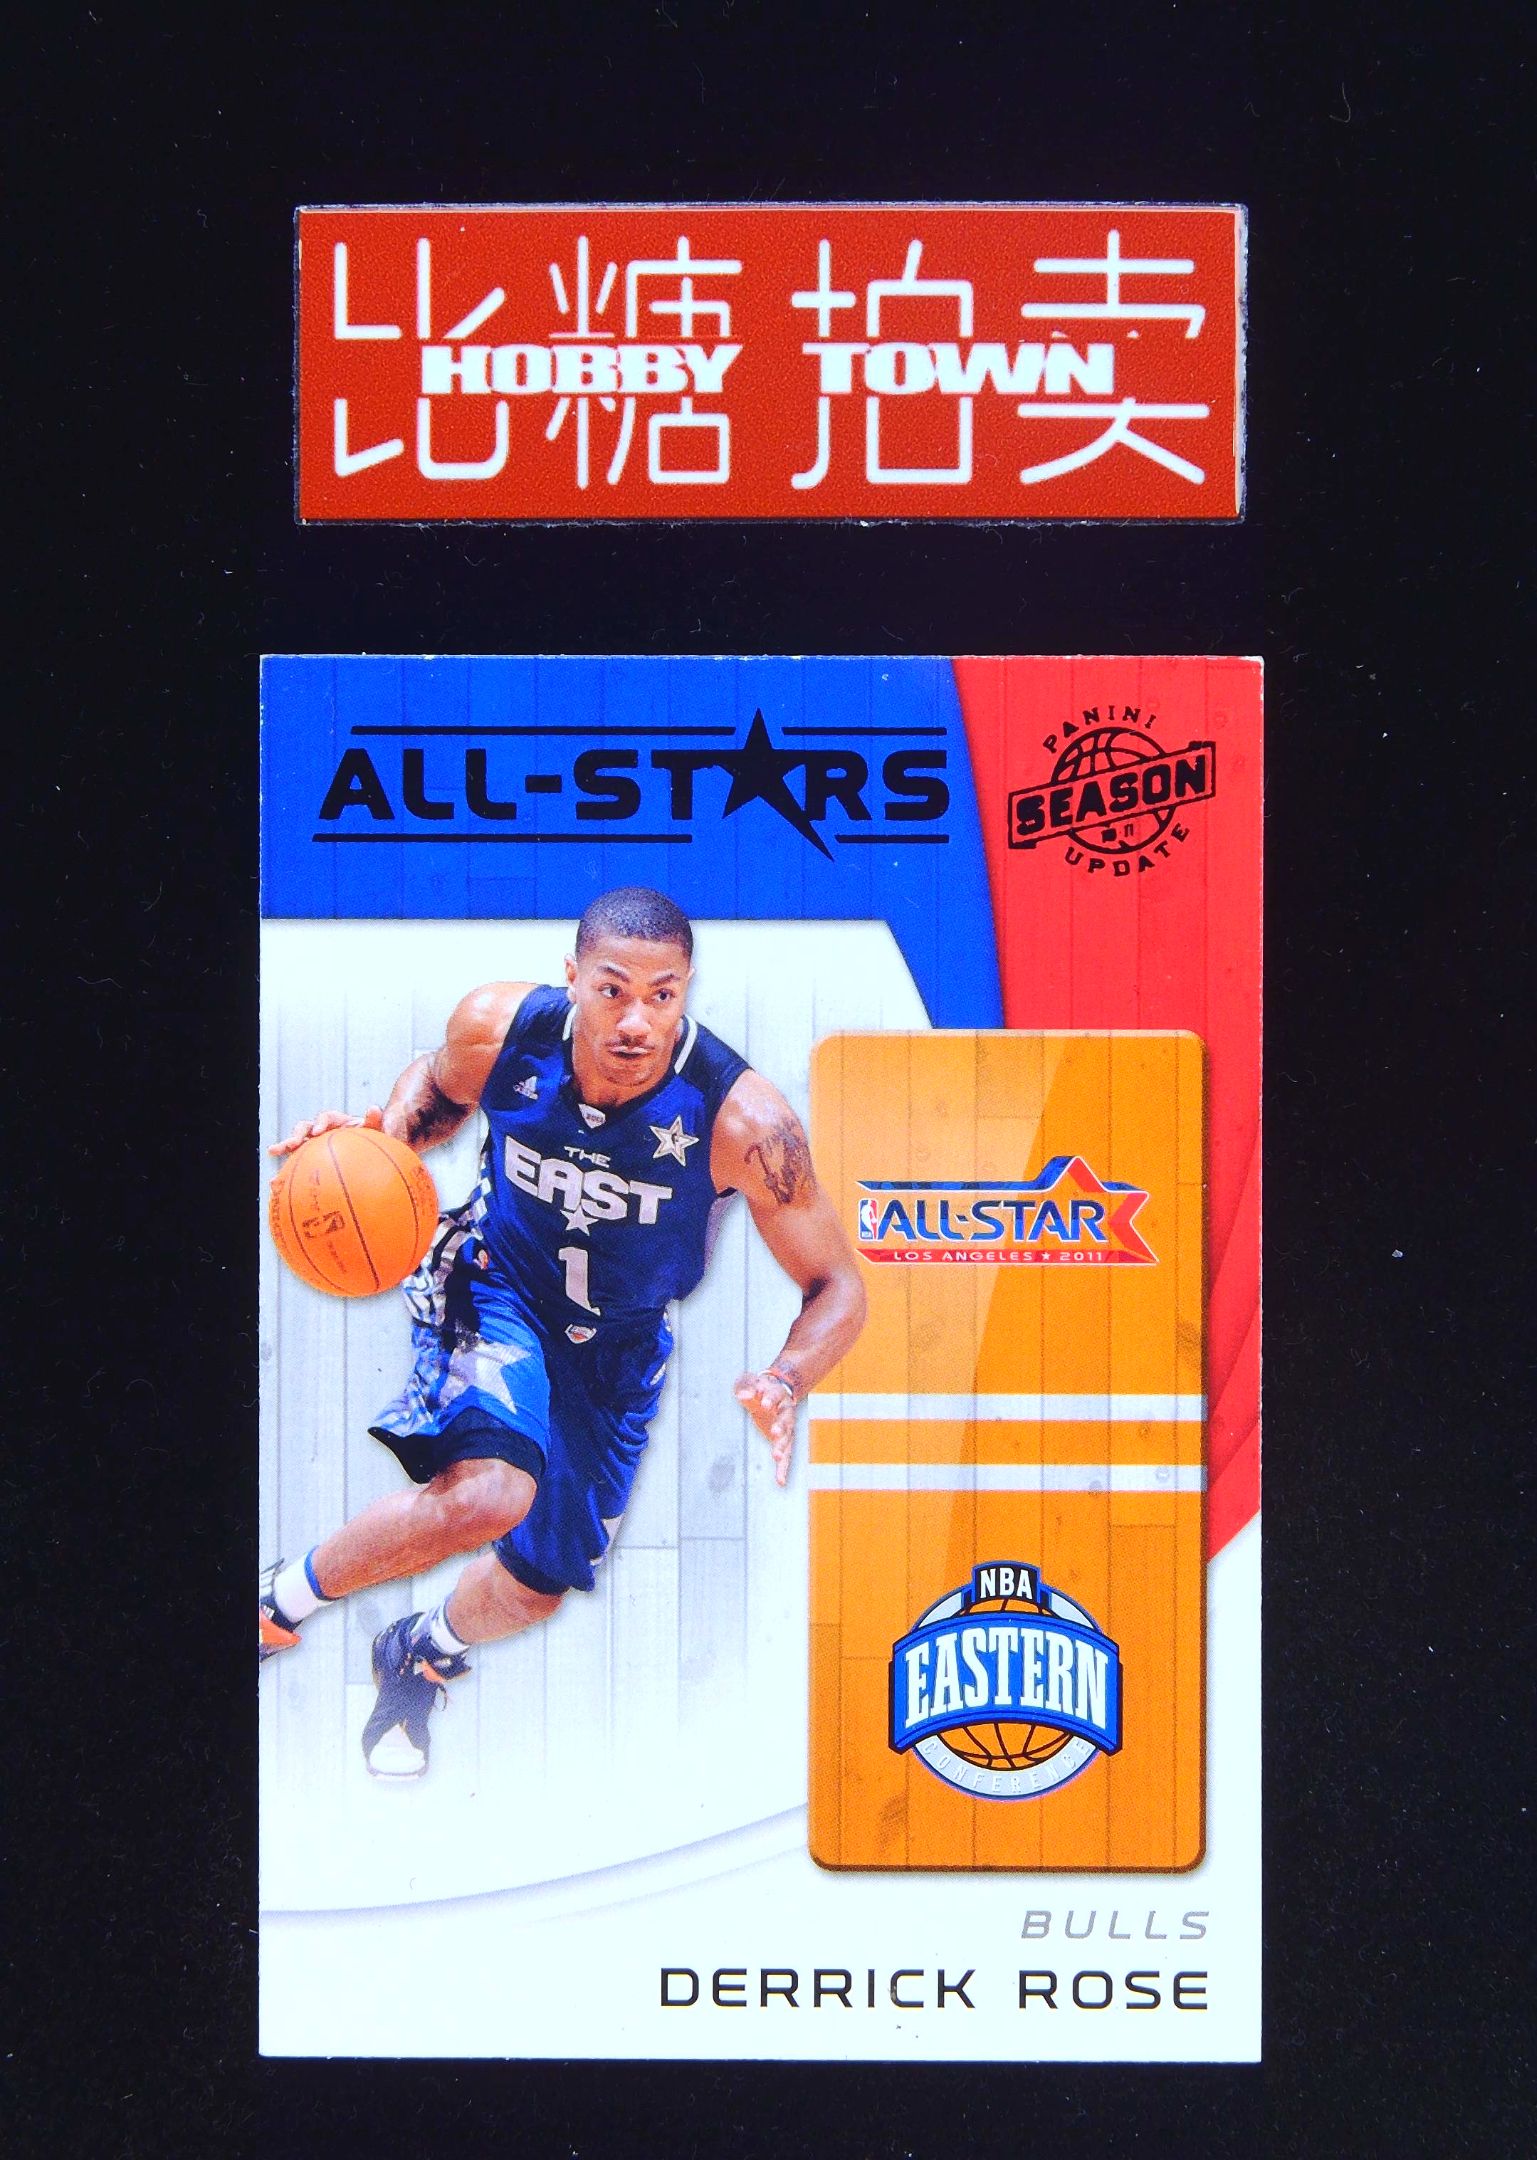 比糖拍卖
HOBBY TOWN
ALL-STARS
PANINI
SEASON
UPDATE
THE
EAST
1
ALL-STAR
LOS ANGELES ★ 2011
NBA
EASTERN
CONFERENCE
BULLS
DERRICK ROSE